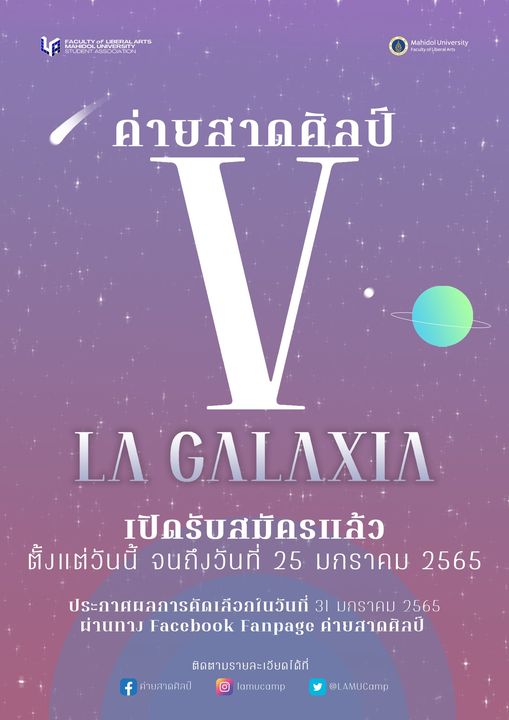 FACULTY of LIBERAL ARTS
MAHIDOL UNIVERSITY
STUDENT ASSOCIATION
Mahidol University
Faculty of Liberal Arts
ค่ายสาดศิลป์
V
LA GALAXIA
เปิดรับสมัครแล้ว
ตั้งแต่วันนี้ จนถึงวันที่ 25 มกราคม 2565
ประกาศผลการคัดเลือกในวันที่ 31 มกราคม 2565
ผ่านทาง Facebook Fanpage ค่ายสาดศิลป์
ติดตามรายละเอียดได้ที่
ค่ายสาดศิลป์ lamucamp @LAMUCamp